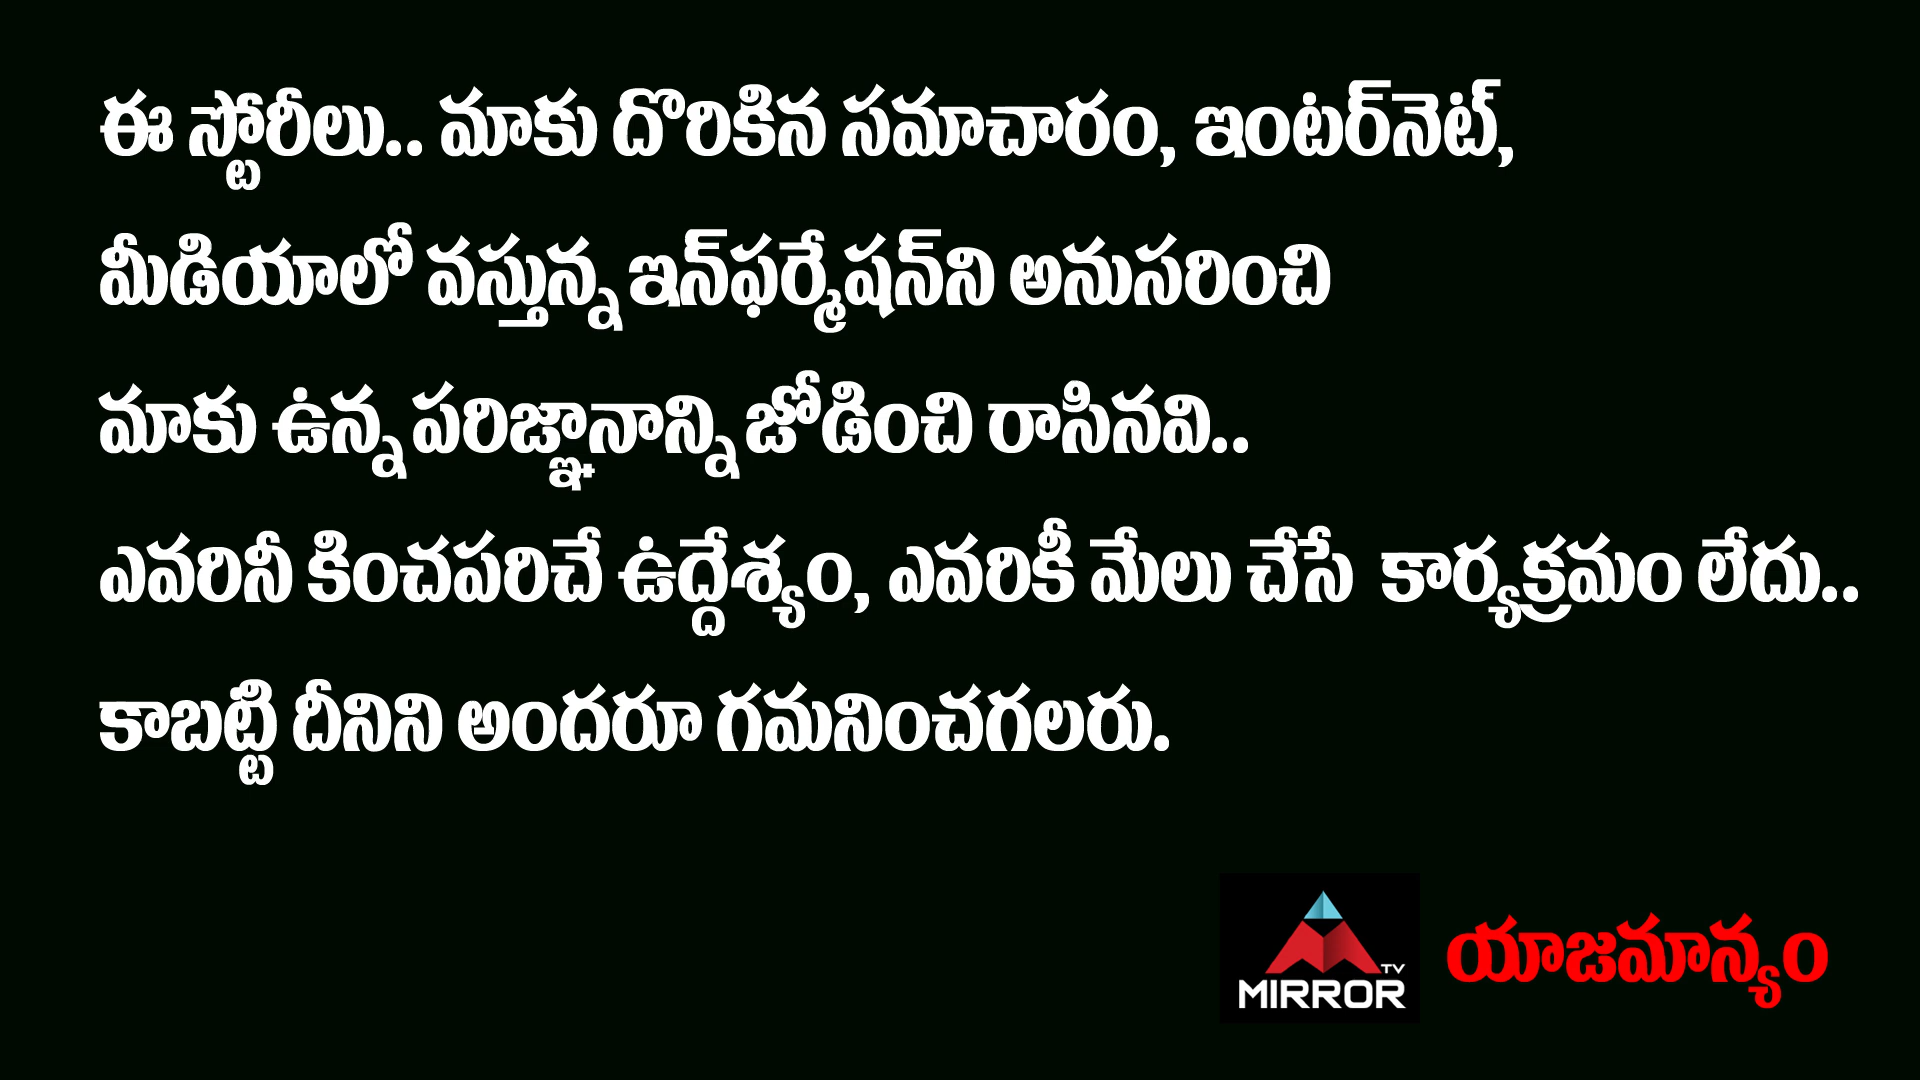 ఈ స్టోరీలు.. మాకు దొరికిన సమాచారం, ఇంటర్‌నెట్,
మీడియాలో వస్తున్న ఇన్‌ఫర్మేషన్‌ని అనుసరించి
మాకు ఉన్న పరిజ్ఞానాన్ని జోడించి రాసినవి..
ఎవరినీ కించపరిచే ఉద్దేశ్యం, ఎవరికీ మేలు చేసే కార్యక్రమం లేదు..
కాబట్టి దీనిని అందరూ గమనించగలరు.
TV
MIRROR
యాజమాన్యం